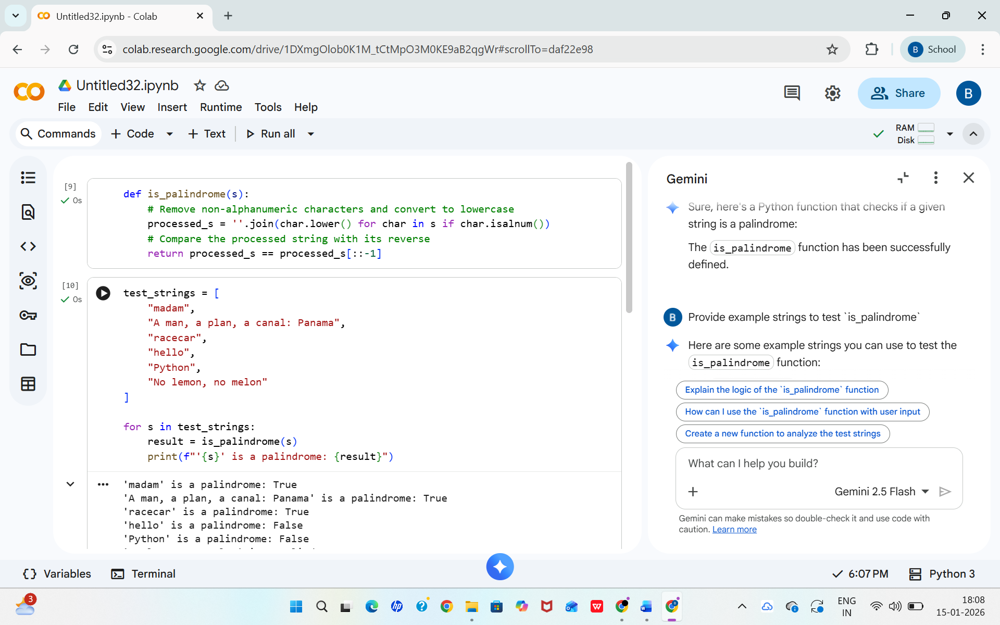 Untitled32.ipynb - Colab
colab.research.google.com/drive/1DXmgOlob0K1M_tCtMpO3M0KE9aB2qgWr#scrollTo=daf22e98
B School
Untitled32.ipynb
File Edit View Insert Runtime Tools Help
Share
B
Commands + Code + Text Run all
RAM
Disk
[9]
0s
def is_palindrome(s):
# Remove non-alphanumeric characters and convert to lowercase
processed_s = ''.join(char.lower() for char in s if char.isalnum())
# Compare the processed string with its reverse
return processed_s == processed_s[::-1]
[10]
0s
test_strings = [
"madam",
"A man, a plan, a canal: Panama",
"racecar",
"hello",
"Python",
"No lemon, no melon"
]
for s in test_strings:
result = is_palindrome(s)
print(f"'{s}' is a palindrome: {result}")
'madam' is a palindrome: True
'A man, a plan, a canal: Panama' is a palindrome: True
'racecar' is a palindrome: True
'hello' is a palindrome: False
'Python' is a palindrome: False
Gemini
Sure, here's a Python function that checks if a given
string is a palindrome:
The is_palindrome function has been successfully
defined.
B Provide example strings to test `is_palindrome`
Here are some example strings you can use to test the
is_palindrome function:
Explain the logic of the `is_palindrome` function
How can I use the `is_palindrome` function with user input
Create a new function to analyze the test strings
What can I help you build?
+ Gemini 2.5 Flash
Gemini can make mistakes so double-check it and use code with
caution. Learn more
{} Variables Terminal
6:07 PM Python 3
3
ENG
IN
18:08
15-01-2026